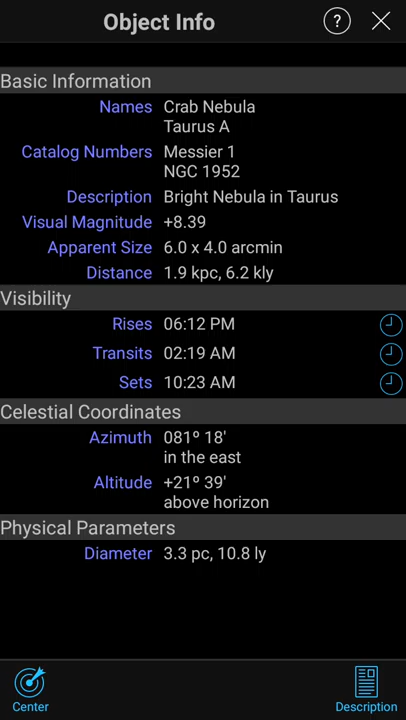 Object Info ?
Basic Information
Names Crab Nebula
Taurus A
Catalog Numbers Messier 1
NGC 1952
Description Bright Nebula in Taurus
Visual Magnitude +8.39
Apparent Size 6.0 x 4.0 arcmin
Distance 1.9 kpc, 6.2 kly
Visibility
Rises 06:12 PM
Transits 02:19 AM
Sets 10:23 AM
Celestial Coordinates
Azimuth 081º 18'
in the east
Altitude +21º 39'
above horizon
Physical Parameters
Diameter 3.3 pc, 10.8 ly
Center Description